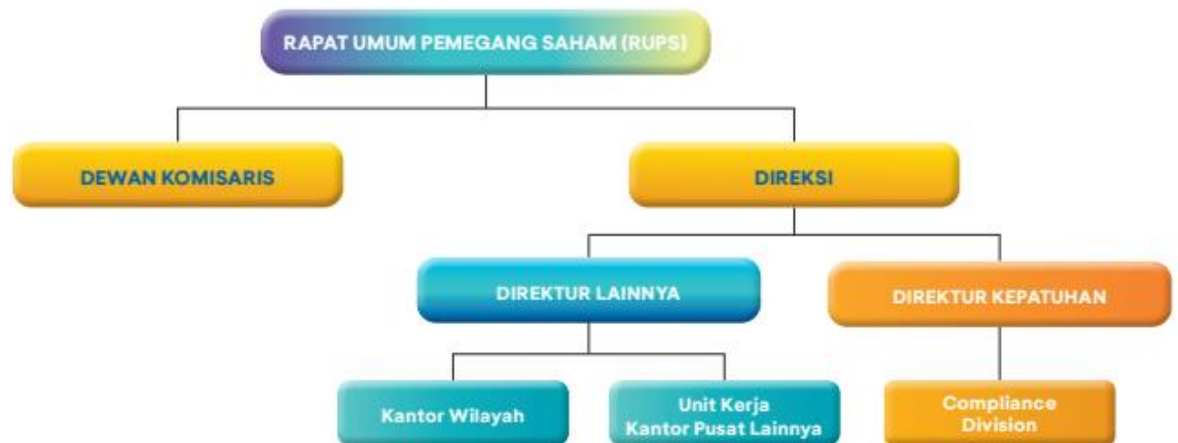 RAPAT UMUM PEMEGANG SAHAM (RUPS)
DEWAN KOMISARIS
DIREKSI
DIREKTUR LAINNYA
DIREKTUR KEPATUHAN
Kantor Wilayah
Unit Kerja
Kantor Pusat Lainnya
Compliance
Division